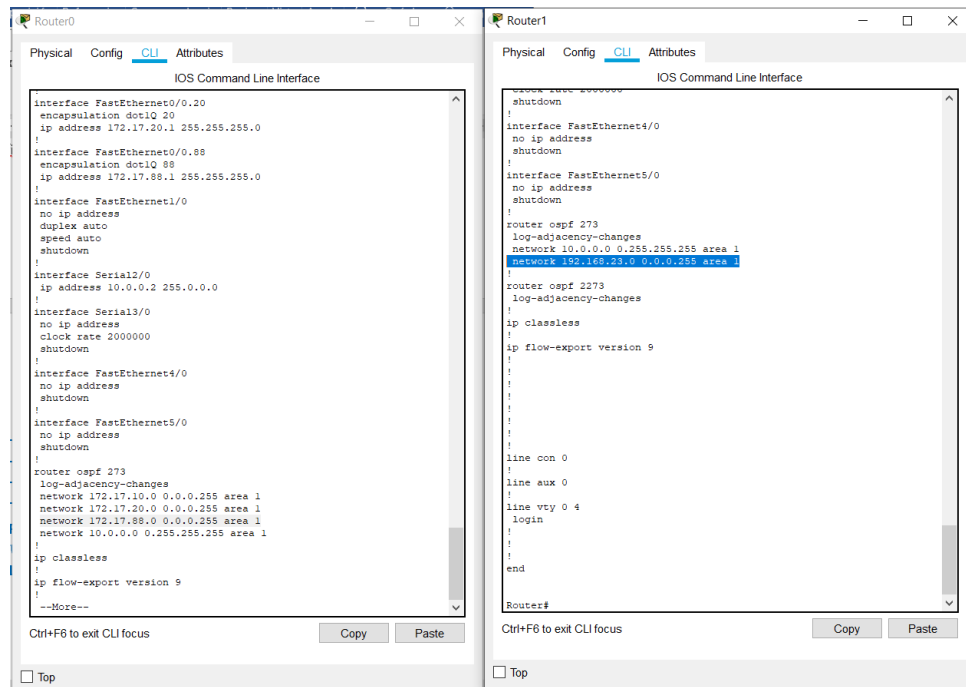 Router0
Physical Config CLI Attributes
IOS Command Line Interface
!
interface FastEthernet0/0.20
encapsulation dot1Q 20
ip address 172.17.20.1 255.255.255.0
!
interface FastEthernet0/0.88
encapsulation dot1Q 88
ip address 172.17.88.1 255.255.255.0
!
interface FastEthernet1/0
no ip address
duplex auto
speed auto
shutdown
!
interface Serial2/0
ip address 10.0.0.2 255.0.0.0
!
interface Serial3/0
no ip address
clock rate 2000000
shutdown
!
interface FastEthernet4/0
no ip address
shutdown
!
interface FastEthernet5/0
no ip address
shutdown
!
router ospf 273
log-adjacency-changes
network 172.17.10.0 0.0.0.255 area 1
network 172.17.20.0 0.0.0.255 area 1
network 172.17.88.0 0.0.0.255 area 1
network 10.0.0.0 0.255.255.255 area 1
!
ip classless
!
ip flow-export version 9
!
--More--
Ctrl+F6 to exit CLI focus
Copy Paste
Top
Router1
Physical Config CLI Attributes
IOS Command Line Interface
clock rate 2000000
shutdown
!
interface FastEthernet4/0
no ip address
shutdown
!
interface FastEthernet5/0
no ip address
shutdown
!
router ospf 273
log-adjacency-changes
network 10.0.0.0 0.255.255.255 area 1
network 192.168.23.0 0.0.0.255 area 1
!
router ospf 2273
log-adjacency-changes
!
ip classless
!
ip flow-export version 9
!
!
!
!
!
!
!
!
line con 0
!
line aux 0
!
line vty 0 4
login
!
!
!
end
Router#
Ctrl+F6 to exit CLI focus
Copy Paste
Top